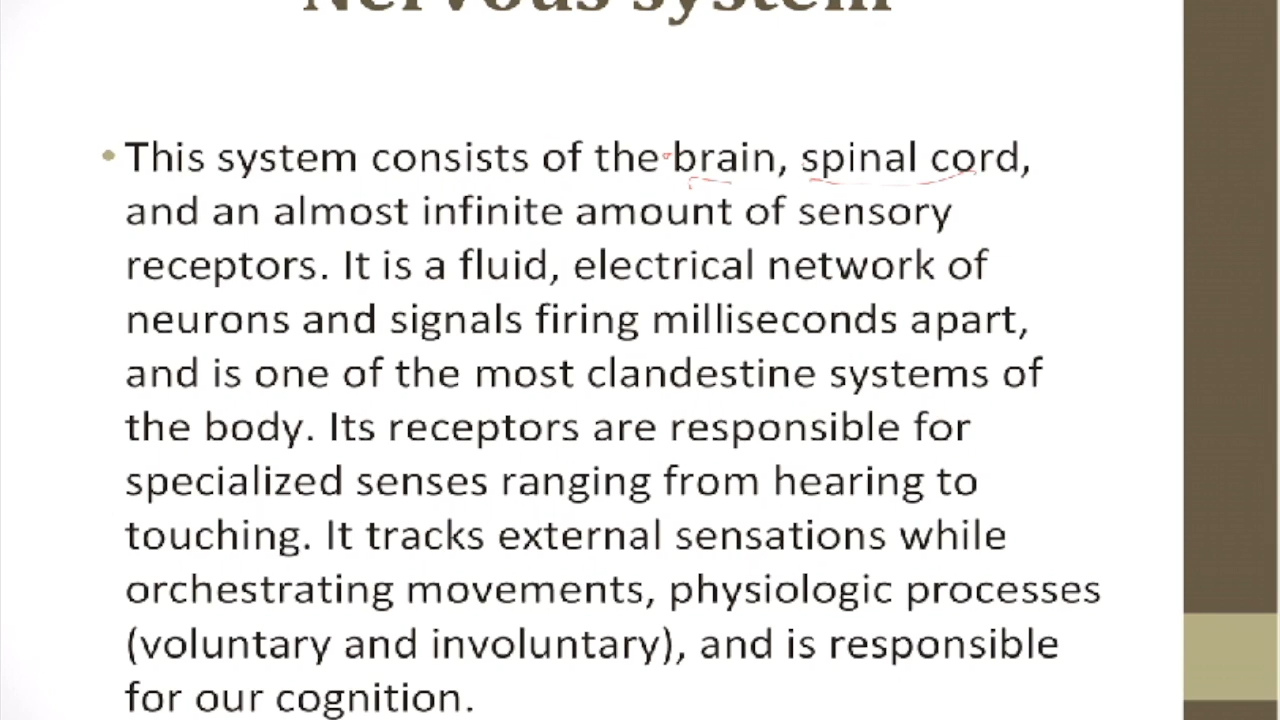 Nervous system
• This system consists of the brain, spinal cord,
and an almost infinite amount of sensory
receptors. It is a fluid, electrical network of
neurons and signals firing milliseconds apart,
and is one of the most clandestine systems of
the body. Its receptors are responsible for
specialized senses ranging from hearing to
touching. It tracks external sensations while
orchestrating movements, physiologic processes
(voluntary and involuntary), and is responsible
for our cognition.